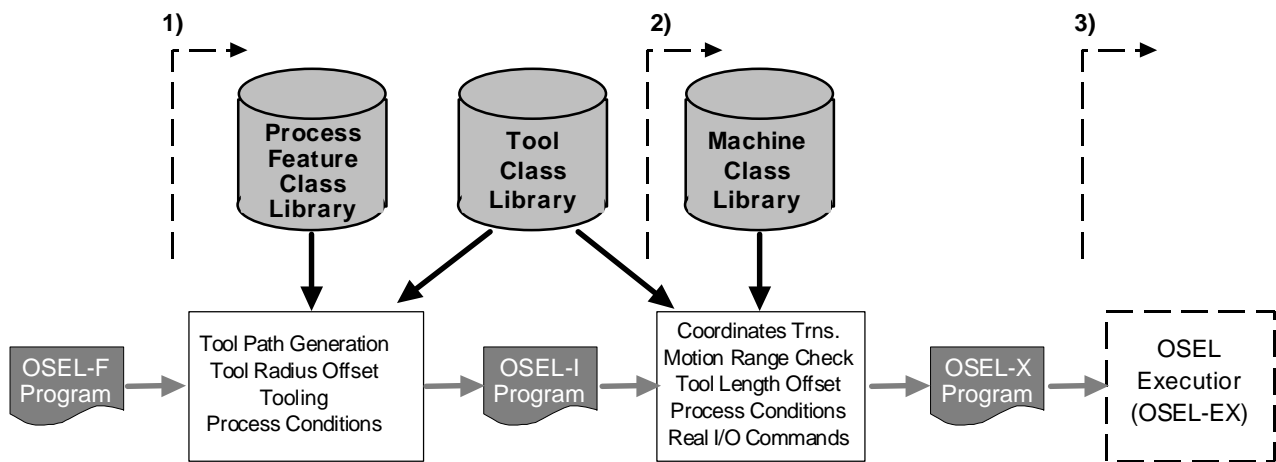 1)
2)
3)
Process
Feature
Class
Library
Tool
Class
Library
Machine
Class
Library
OSEL-F
Program
Tool Path Generation
Tool Radius Offset
Tooling
Process Conditions
OSEL-I
Program
Coordinates Trns.
Motion Range Check
Tool Length Offset
Process Conditions
Real I/O Commands
OSEL-X
Program
OSEL
Executior
(OSEL-EX)